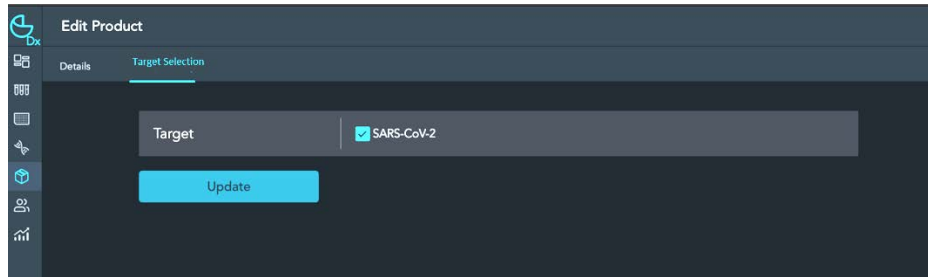 Dx
Edit Product
Details
Target Selection
Target
SARS-CoV-2
Update